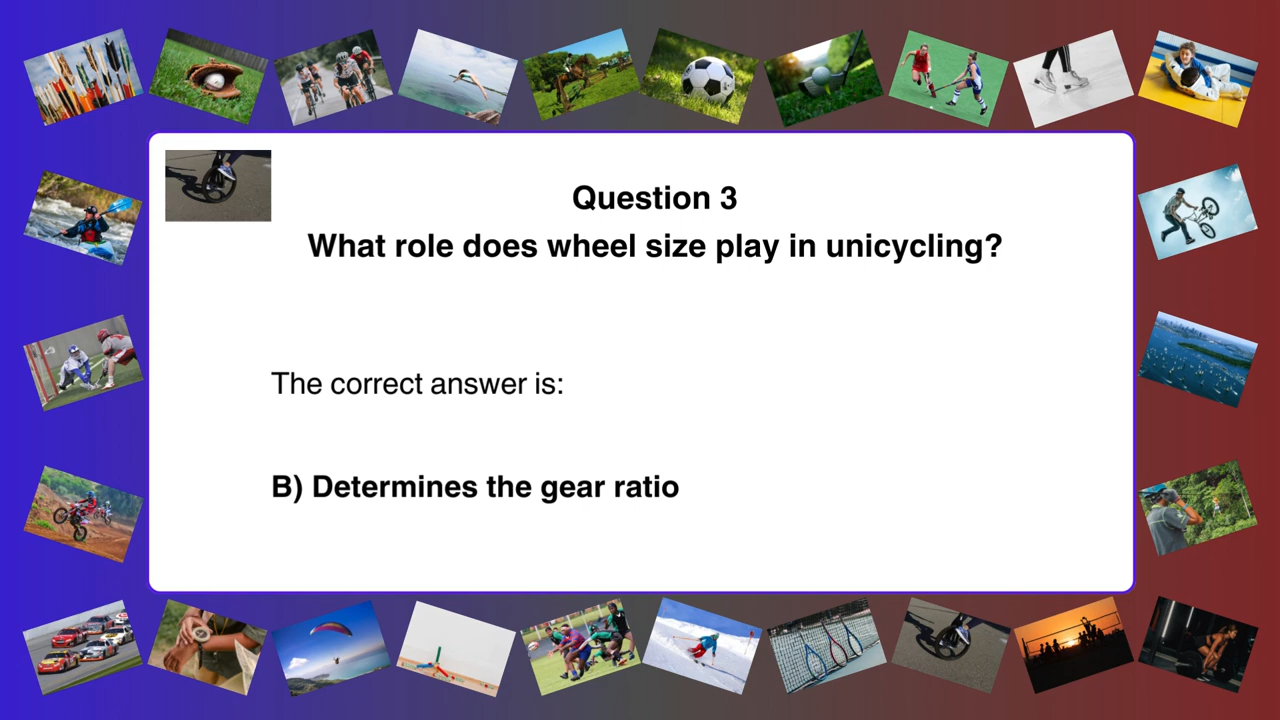 Question 3
What role does wheel size play in unicycling?
The correct answer is:
B) Determines the gear ratio